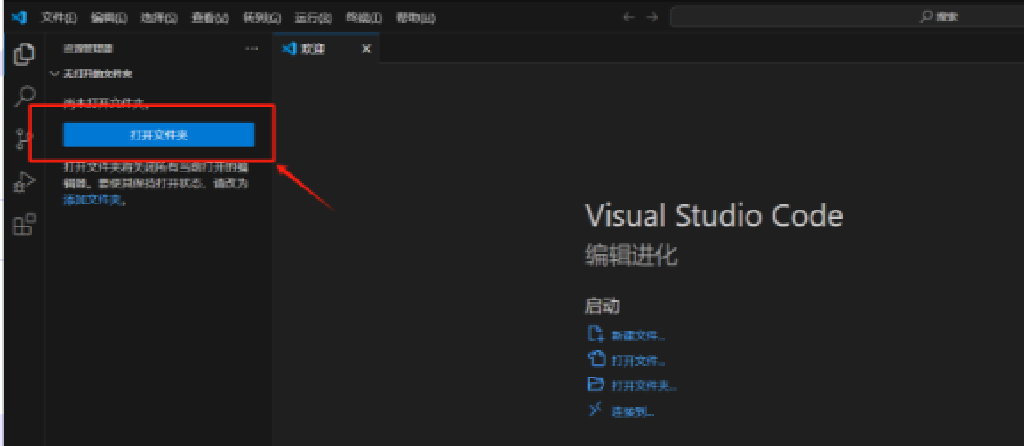 文件(F) 编辑(E) 选择(S) 查看(V) 转到(G) 运行(R) 终端(T) 帮助(H) 搜索
资源管理器 ...
欢迎
无打开的文件夹
尚未打开文件夹。
打开文件夹
打开文件夹将关闭所有当前打开的编
辑器。要使其保持打开状态，请改为
添加文件夹。
Visual Studio Code
编辑进化
启动
新建文件...
打开文件...
打开文件夹...
连接到...